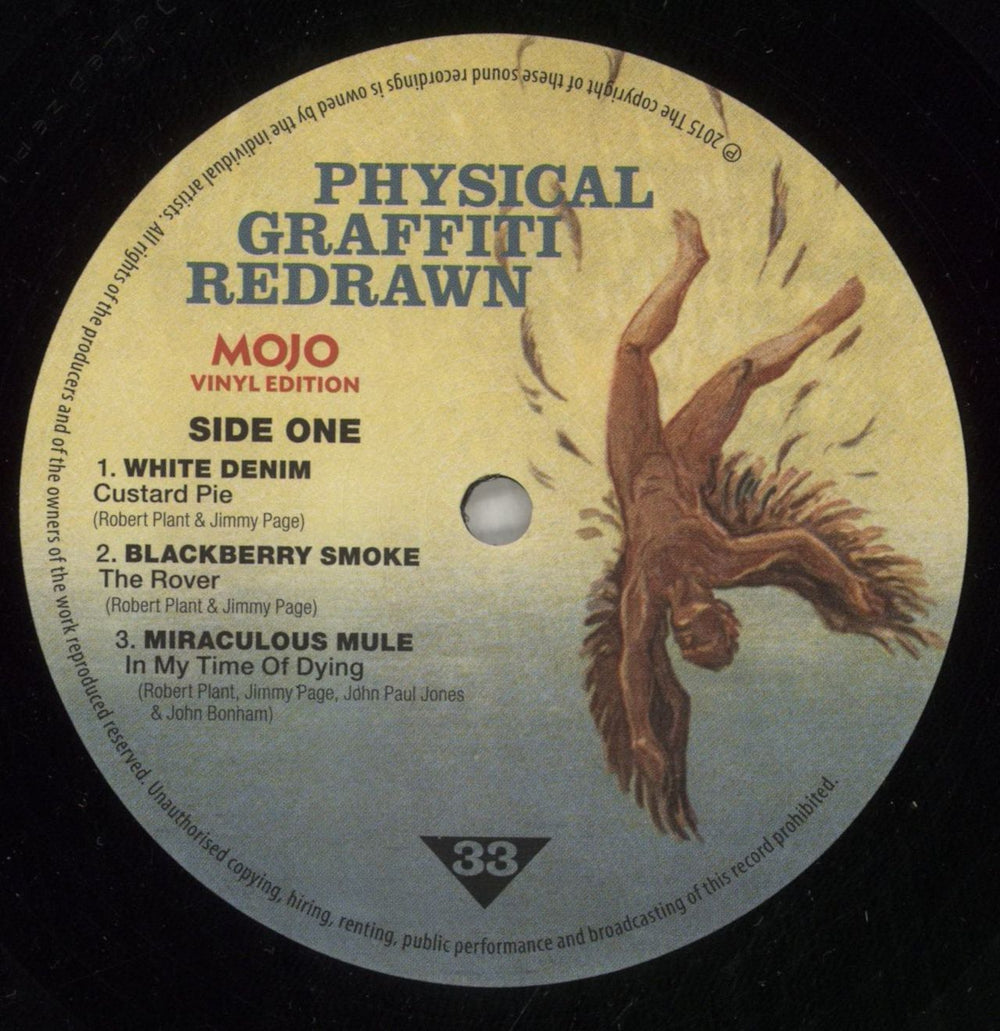 PHYSICAL
GRAFFITI
REDRAWN
MOJO
VINYL EDITION
SIDE ONE
1. WHITE DENIM
Custard Pie
(Robert Plant & Jimmy Page)
2. BLACKBERRY SMOKE
The Rover
(Robert Plant & Jimmy Page)
3. MIRACULOUS MULE
In My Time Of Dying
(Robert Plant, Jimmy Page, John Paul Jones
& John Bonham)
33
℗ 2015 The copyright of these sound recordings is owned by the individual artists. All rights of the producers and of the owners of the work reproduced reserved. Unauthorised copying, hiring, renting, public performance and broadcasting of this record prohibited.